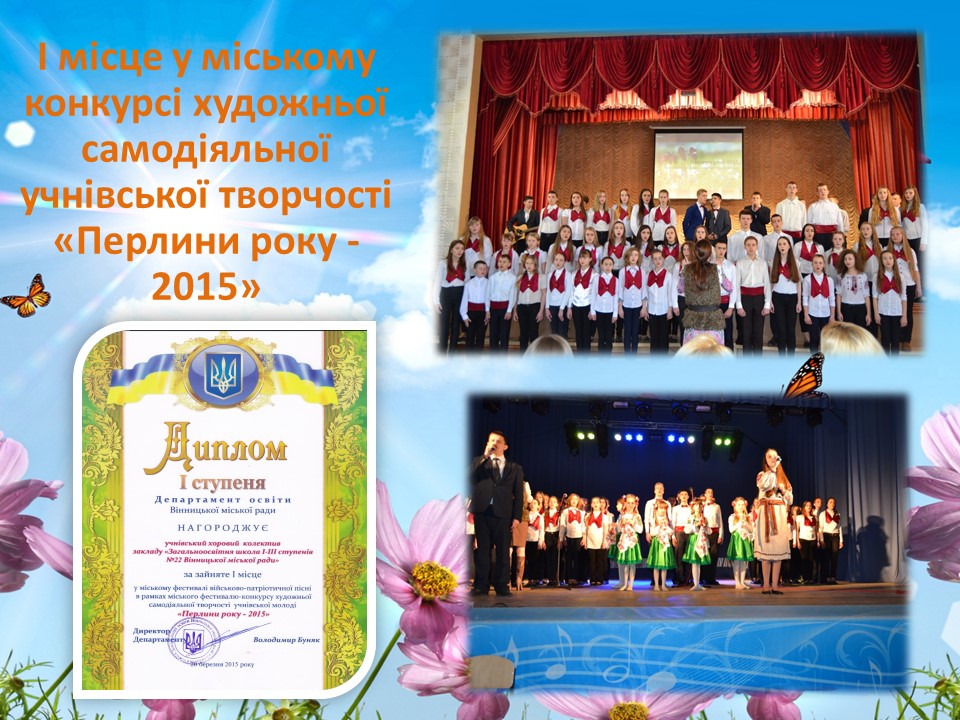 І місце у міському
конкурсі художньої
самодіяльної
учнівської творчості
«Перлини року -
2015»
Диплом
І ступеня
Департамент освіти
Вінницької міської ради
НАГОРОДЖУЄ
учнівський хоровий колектив
закладу «Загальноосвітня школа І-ІІІ ступенів
№22 Вінницької міської ради»
за зайняте І місце
у міському фестивалі військово-патріотичної пісні
в рамках міського фестивалю-конкурсу художньої
самодіяльної творчості учнівської молоді
«Перлини року - 2015»
Директор
Департаменту
Володимир Буняк
26 березня 2015 року